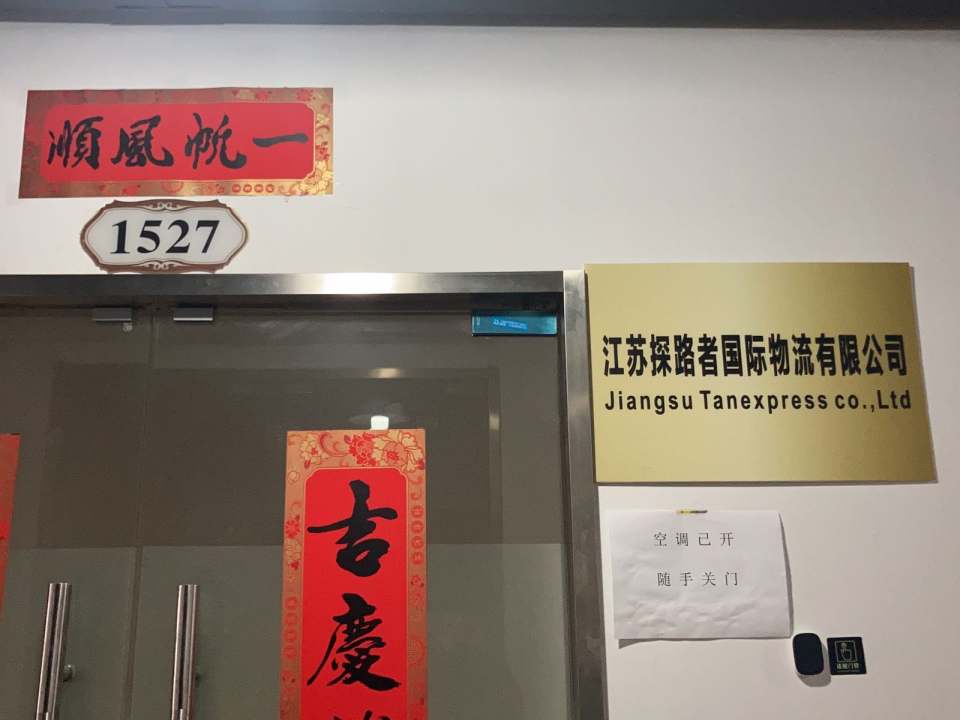 一帆風順
1527
江苏探路者国际物流有限公司
Jiangsu Tanexpress co.,Ltd
吉慶
空调已开
随手关门